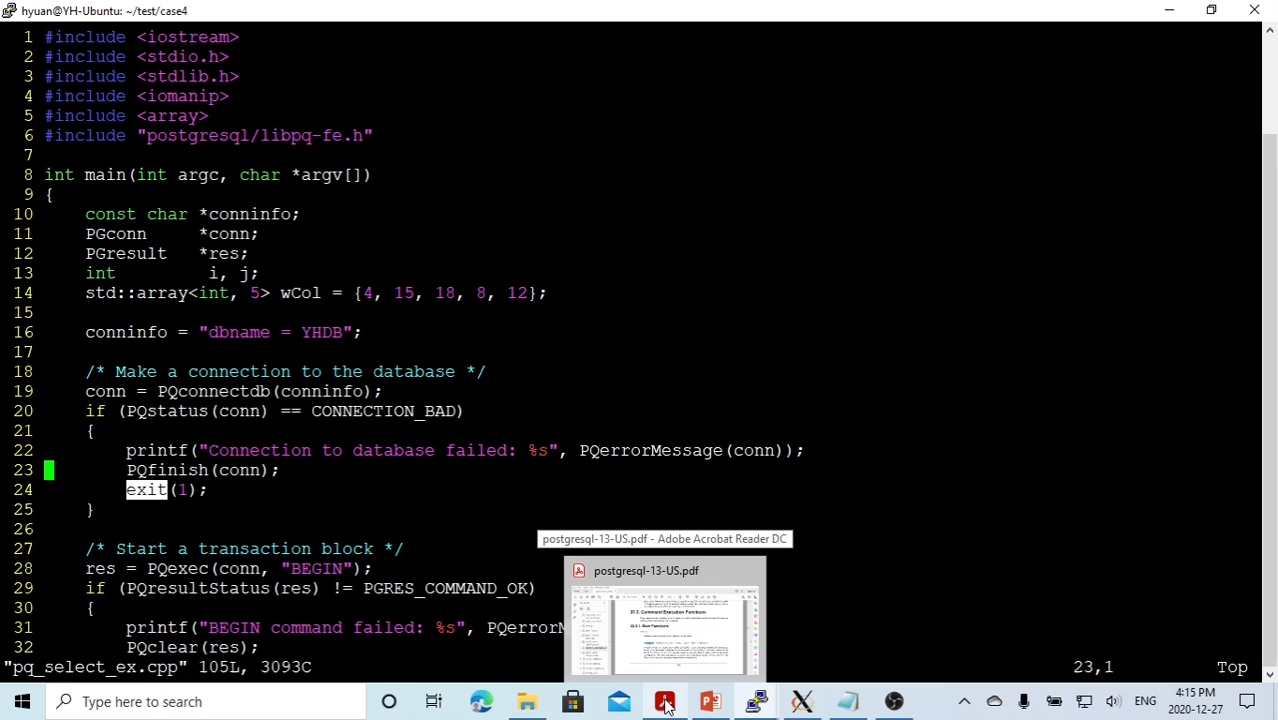 hyuan@YH-Ubuntu: ~/test/case4
1 #include <iostream>
2 #include <stdio.h>
3 #include <stdlib.h>
4 #include <iomanip>
5 #include <array>
6 #include "postgresql/libpq-fe.h"
7
8 int main(int argc, char *argv[])
9 {
10 const char *conninfo;
11 PGconn *conn;
12 PGresult *res;
13 int i, j;
14 std::array<int, 5> wCol = {4, 15, 18, 8, 12};
15
16 conninfo = "dbname = YHDB";
17
18 /* Make a connection to the database */
19 conn = PQconnectdb(conninfo);
20 if (PQstatus(conn) == CONNECTION_BAD)
21 {
22 printf("Connection to database failed: %s", PQerrorMessage(conn));
23 PQfinish(conn);
24 exit(1);
25 }
26
27 /* Start a transaction block */
28 res = PQexec(conn, "BEGIN");
29 if (PQresultStatus(res) != PGRES_COMMAND_OK)
30 {
31 printf("BEGIN command failed: %s", PQerror
postgresql-13-US.pdf - Adobe Acrobat Reader DC
postgresql-13-US.pdf
Command Execution Functions
Main Functions
23,1 Top
Type here to search
ENG
4:15 PM
2020-12-27